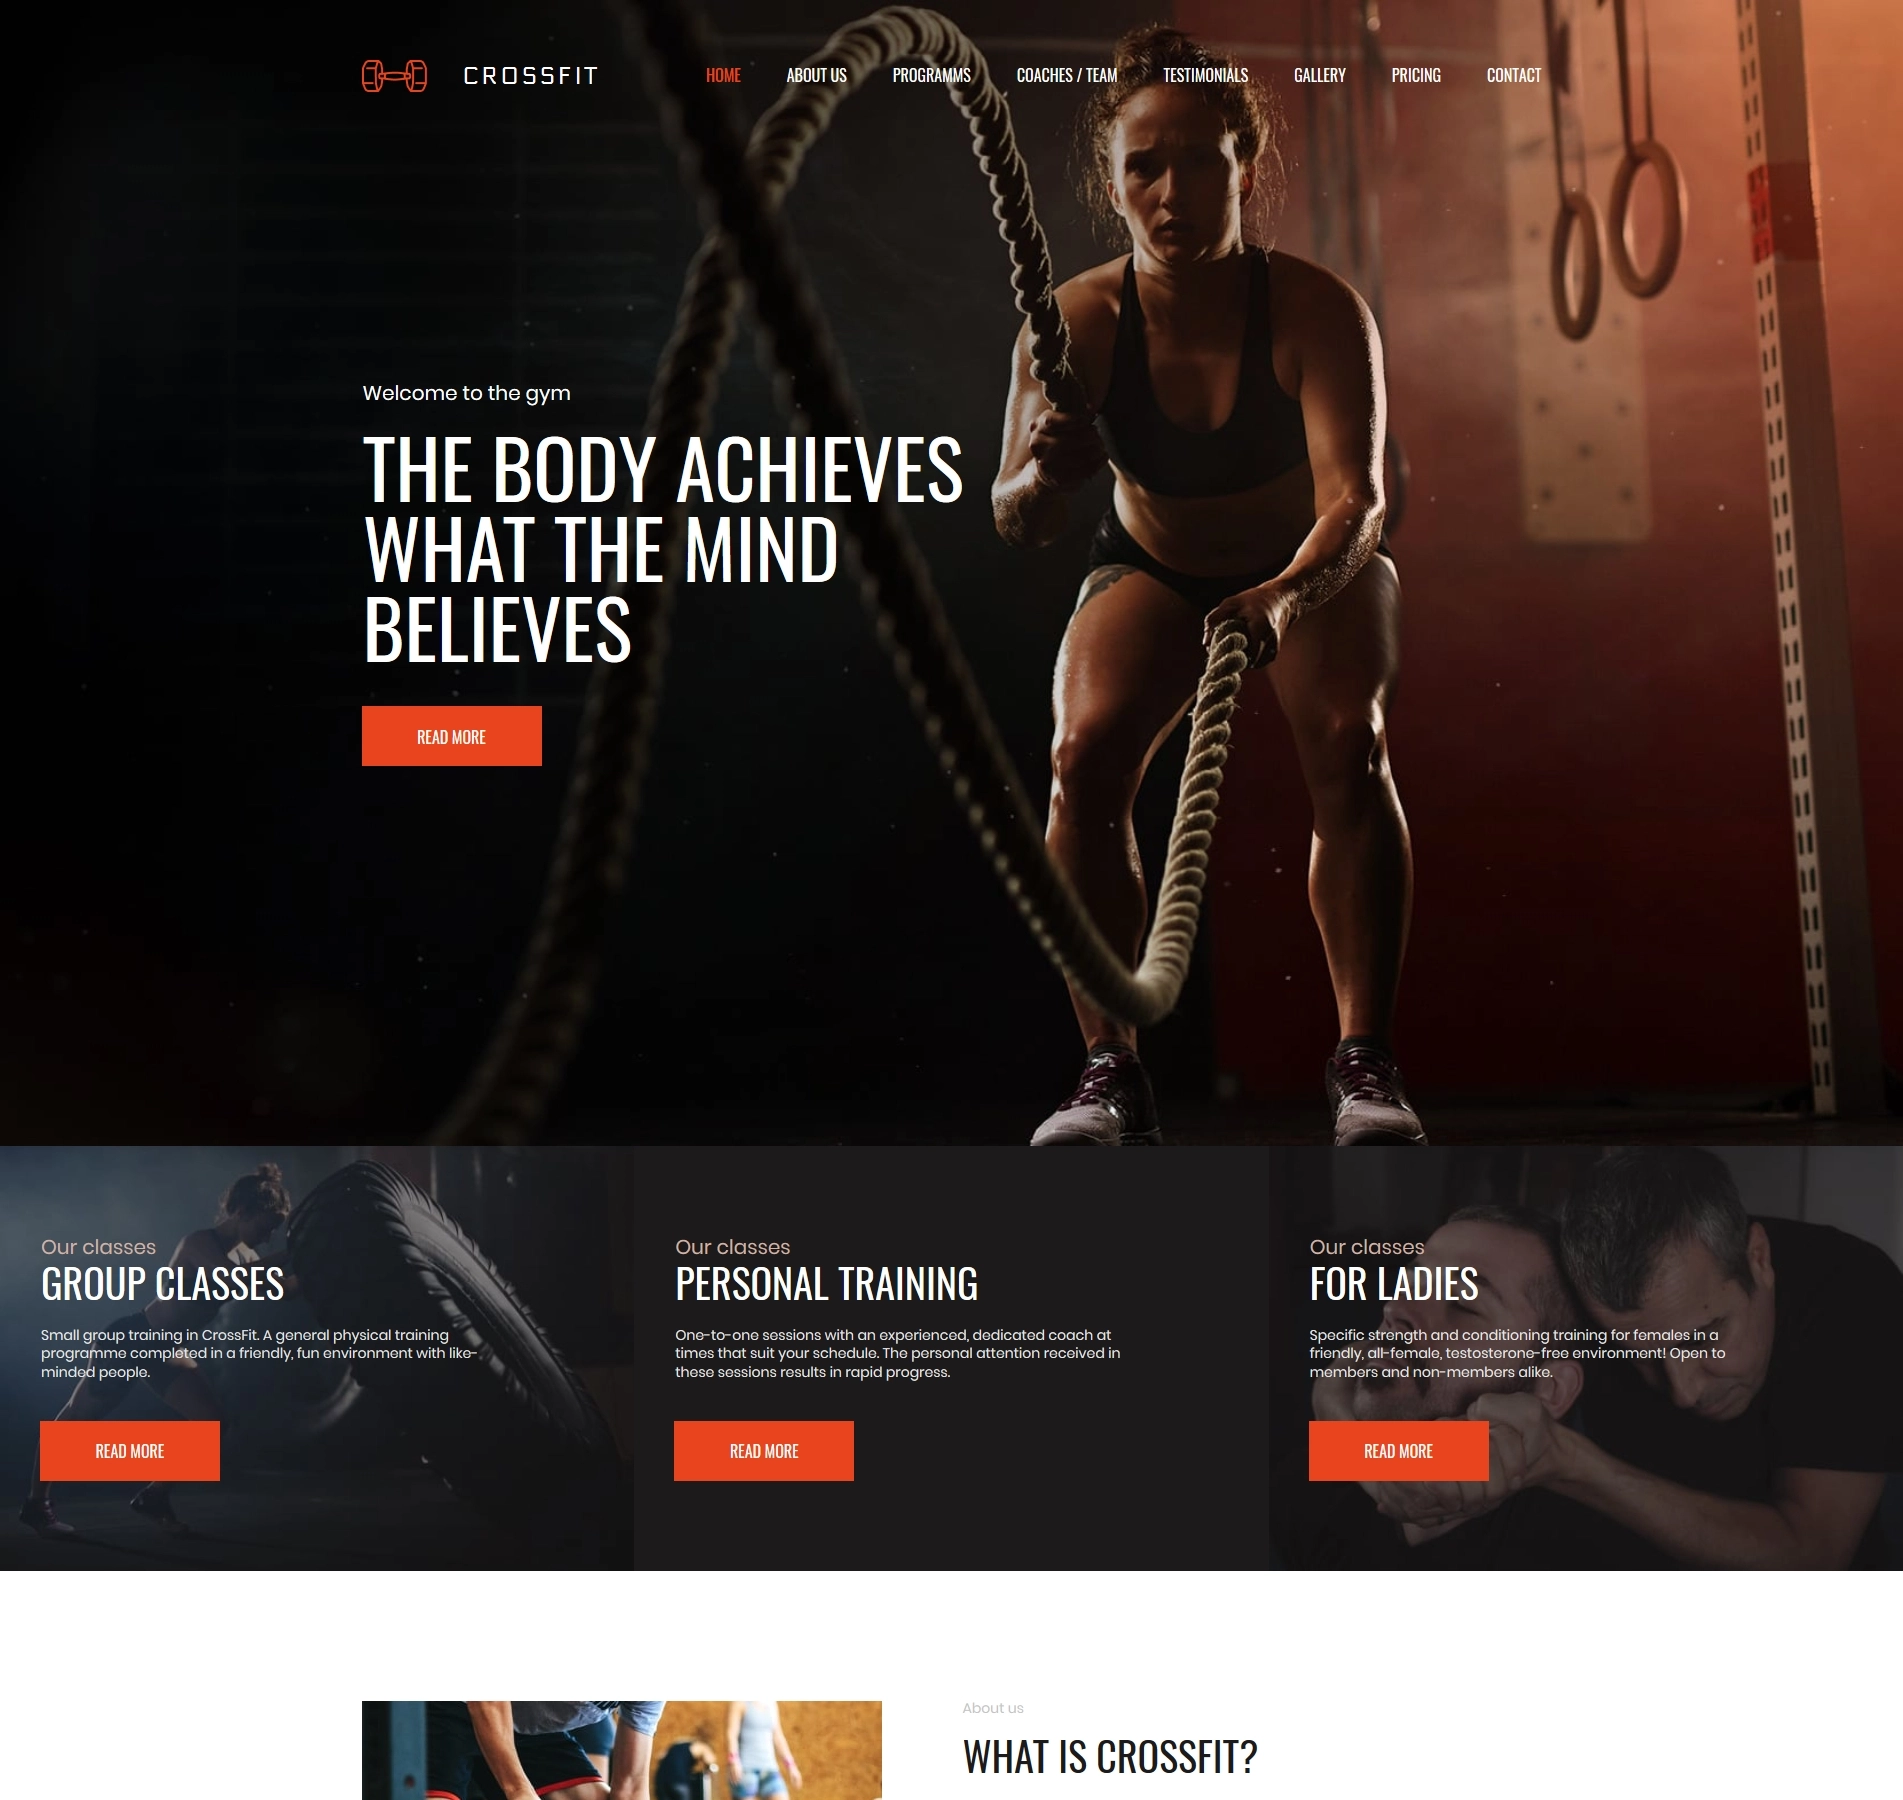 CROSSFIT
HOME
ABOUT US
PROGRAMMS
COACHES / TEAM
TESTIMONIALS
GALLERY
PRICING
CONTACT
Welcome to the gym
THE BODY ACHIEVES
WHAT THE MIND
BELIEVES
READ MORE
Our classes
GROUP CLASSES
Small group training in CrossFit. A general physical training
programme completed in a friendly, fun environment with like-
minded people.
READ MORE
Our classes
PERSONAL TRAINING
One-to-one sessions with an experienced, dedicated coach at
times that suit your schedule. The personal attention received in
these sessions results in rapid progress.
READ MORE
Our classes
FOR LADIES
Specific strength and conditioning training for females in a
friendly, all-female, testosterone-free environment! Open to
members and non-members alike.
READ MORE
About us
WHAT IS CROSSFIT?